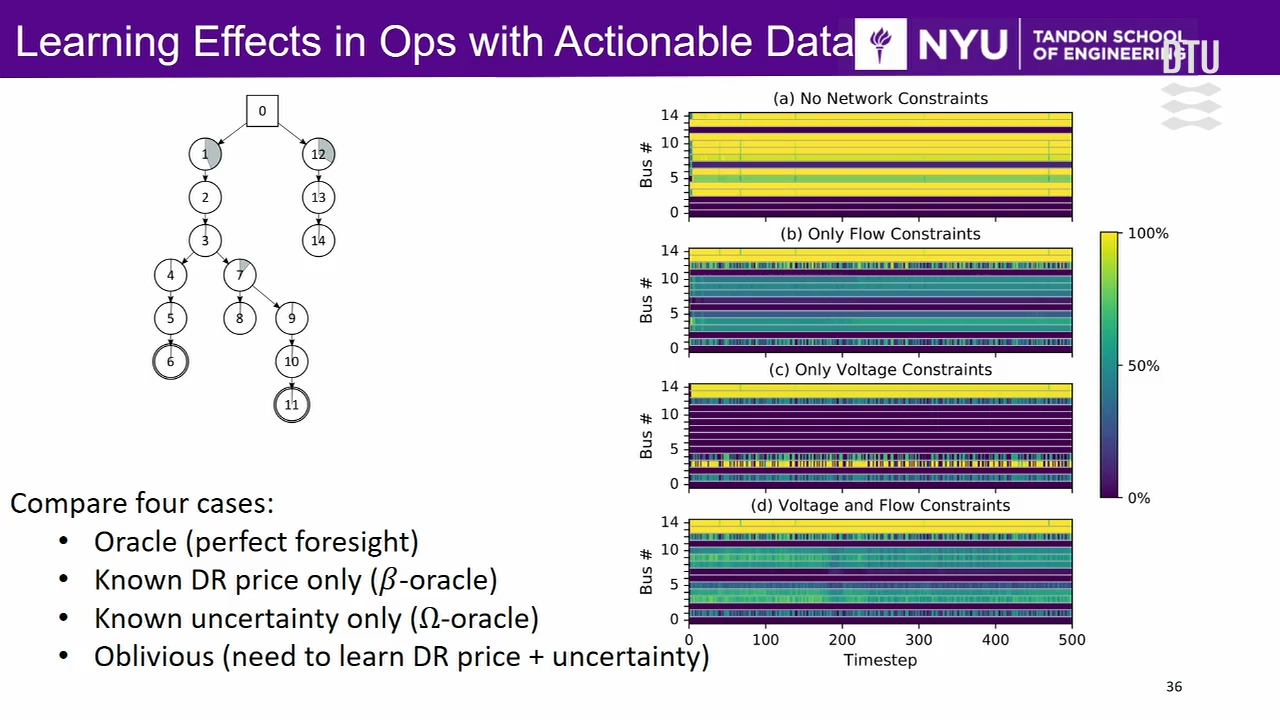 Learning Effects in Ops with Actionable Data
NYU
TANDON SCHOOL
OF ENGINEERING
DTU
0
1
12
2
13
3
14
4
7
5
8
9
6
10
11
Compare four cases:
• Oracle (perfect foresight)
• Known DR price only (β-oracle)
• Known uncertainty only (Ω-oracle)
• Oblivious (need to learn DR price + uncertainty)
(a) No Network Constraints
Bus #
14
10
5
0
(b) Only Flow Constraints
Bus #
14
10
5
0
(c) Only Voltage Constraints
Bus #
14
10
5
0
(d) Voltage and Flow Constraints
Bus #
14
10
5
0
0 100 200 300 400 500
Timestep
100%
50%
0%
36